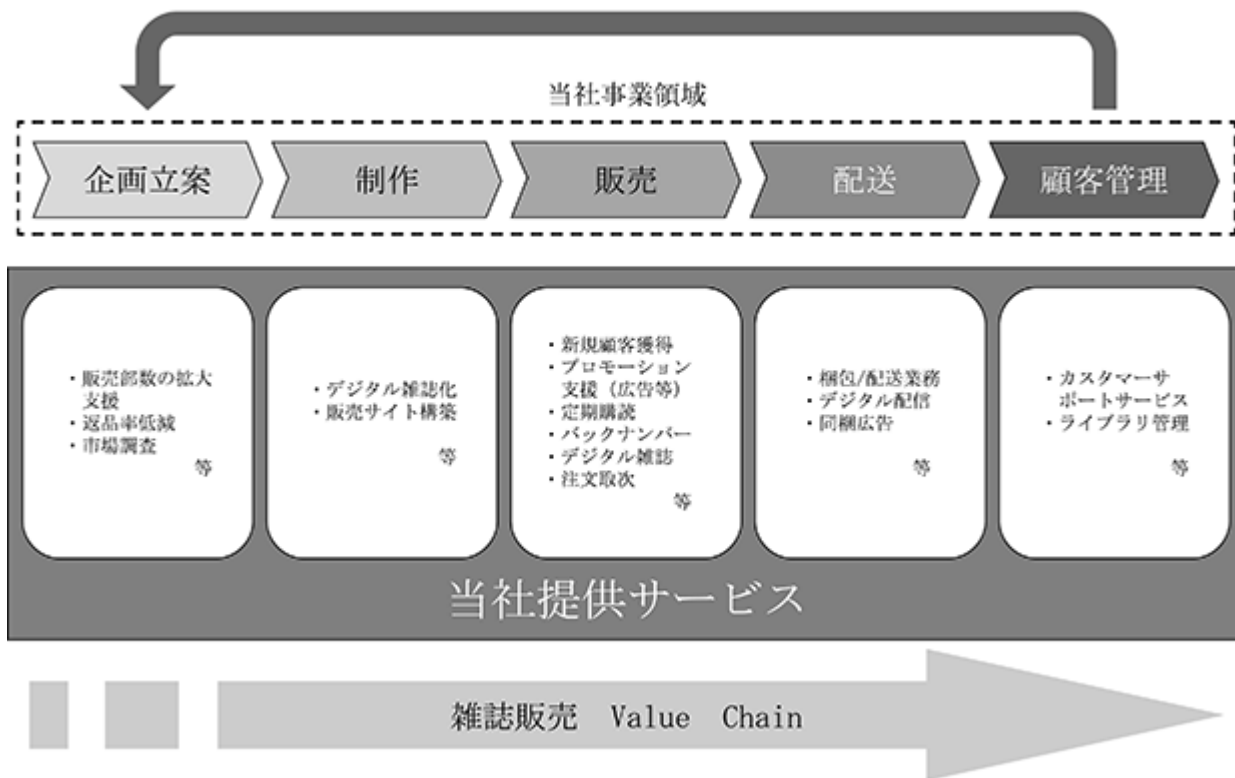 当社事業領域
企画立案
制作
販売
配送
顧客管理
・販売部数の拡大
支援
・返品率低減
・市場調査
等
・デジタル雑誌化
・販売サイト構築
等
・新規顧客獲得
・プロモーション
支援（広告等）
・定期購読
・バックナンバー
・デジタル雑誌
・注文取次
等
・梱包/配送業務
・デジタル配信
・同梱広告
等
・カスタマーサ
ポートサービス
・ライブラリ管理
等
当社提供サービス
雑誌販売 Value Chain